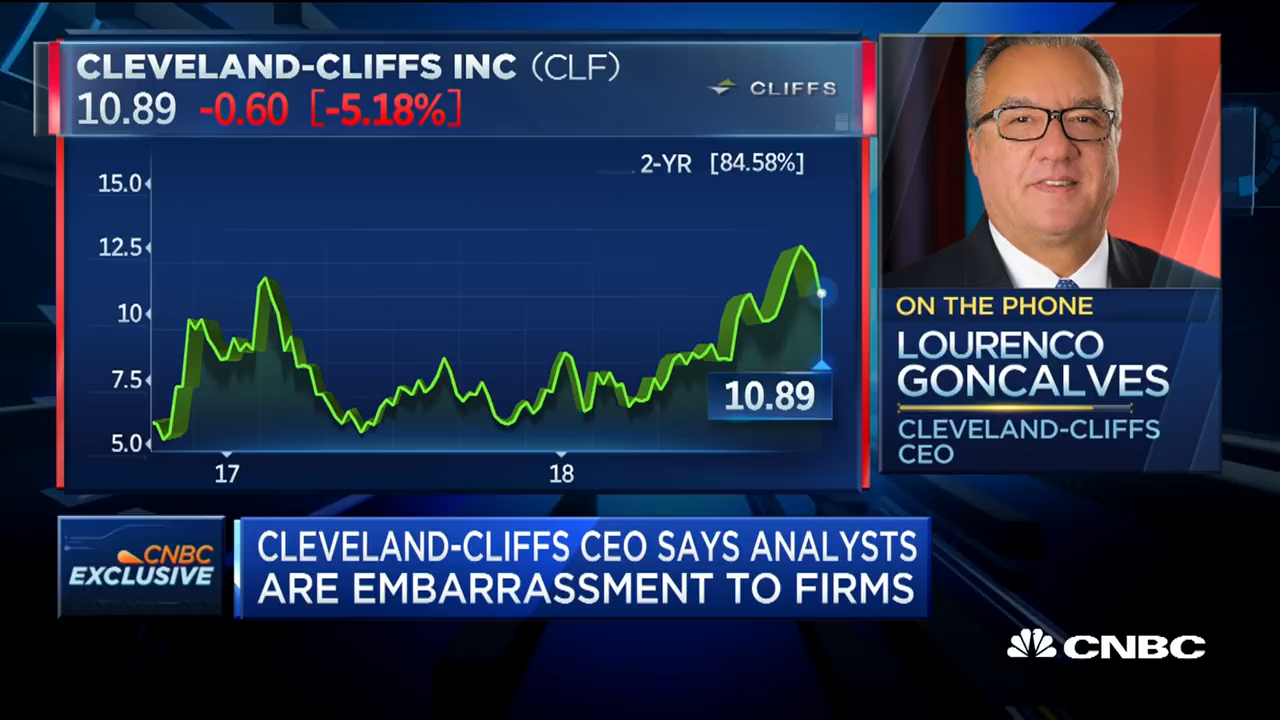 CLEVELAND-CLIFFS INC (CLF)
10.89 -0.60 [-5.18%]
CLIFFS
2-YR [84.58%]
15.0
12.5
10
7.5
5.0
10.89
17
18
ON THE PHONE
LOURENCO
GONCALVES
CLEVELAND-CLIFFS
CEO
CNBC
EXCLUSIVE
CLEVELAND-CLIFFS CEO SAYS ANALYSTS
ARE EMBARRASSMENT TO FIRMS
CNBC